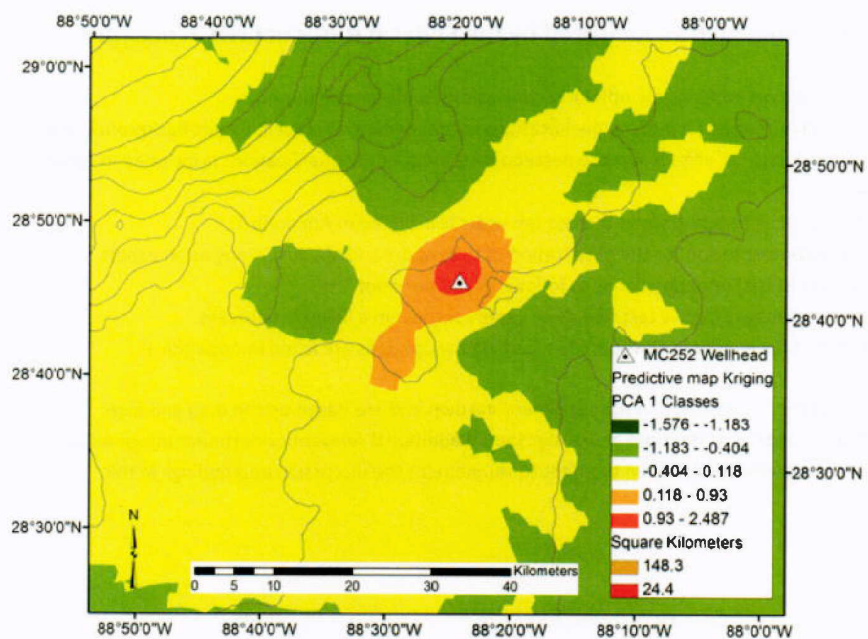 88°50'0"W 88°40'0"W 88°30'0"W 88°20'0"W 88°10'0"W 88°0'0"W
29°0'0"N
28°50'0"N
28°50'0"N
28°40'0"N
28°40'0"N
28°30'0"N
28°30'0"N
MC252 Wellhead
Predictive map Kriging
PCA 1 Classes
-1.576 - -1.183
-1.183 - -0.404
-0.404 - 0.118
0.118 - 0.93
0.93 - 2.487
Square Kilometers
148.3
24.4
N
Kilometers
0 2.5 5 10 20 30 40
88°50'0"W 88°40'0"W 88°30'0"W 88°20'0"W 88°10'0"W 88°0'0"W